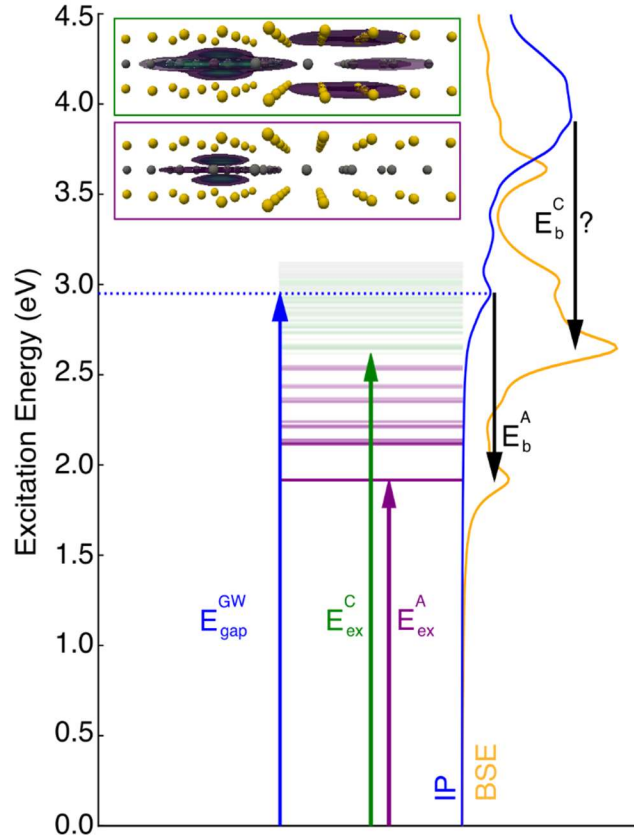 4.5
4.0
3.5
3.0
2.5
2.0
1.5
1.0
0.5
0.0
Excitation Energy (eV)
E_gap^GW
E_ex^C
E_ex^A
E_b^C ?
E_b^A
IP
BSE